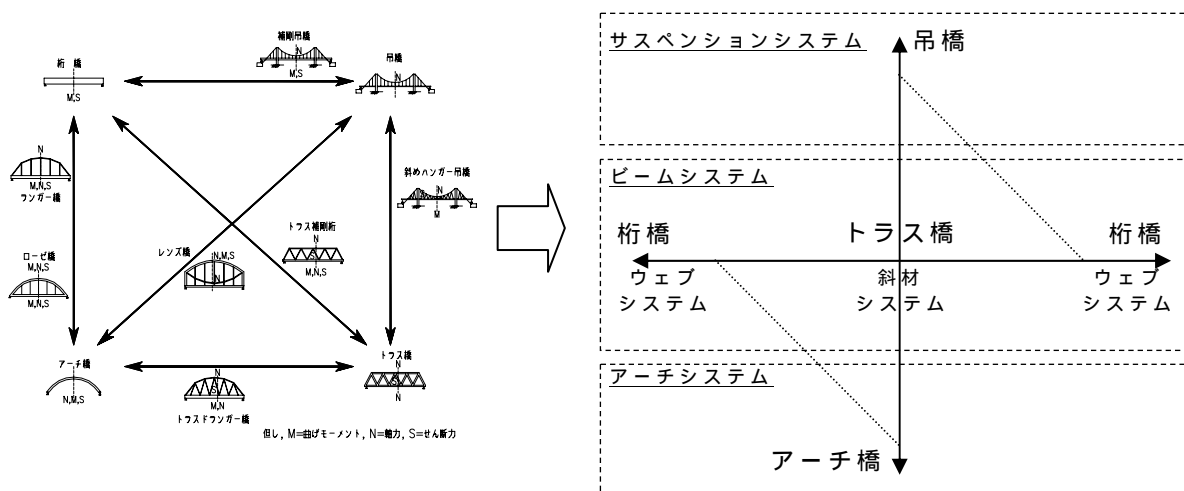 補剛吊橋
N
M,S
桁橋
M,S
吊橋
N
N
M,N,S
ランガー橋
斜めハンガー吊橋
N
M
トラス補剛桁
N
S
M,N,S
レンズ橋
N,M,S
N
ローゼ橋
M,N,S
M,N,S
アーチ橋
N,M,S
S
M,N
トラスドランガー橋
トラス橋
N
S
N
但し, M=曲げモーメント, N=軸力, S=せん断力
サスペンションシステム
吊橋
ビームシステム
桁橋
トラス橋
桁橋
ウェブ
システム
斜材
システム
ウェブ
システム
アーチシステム
アーチ橋